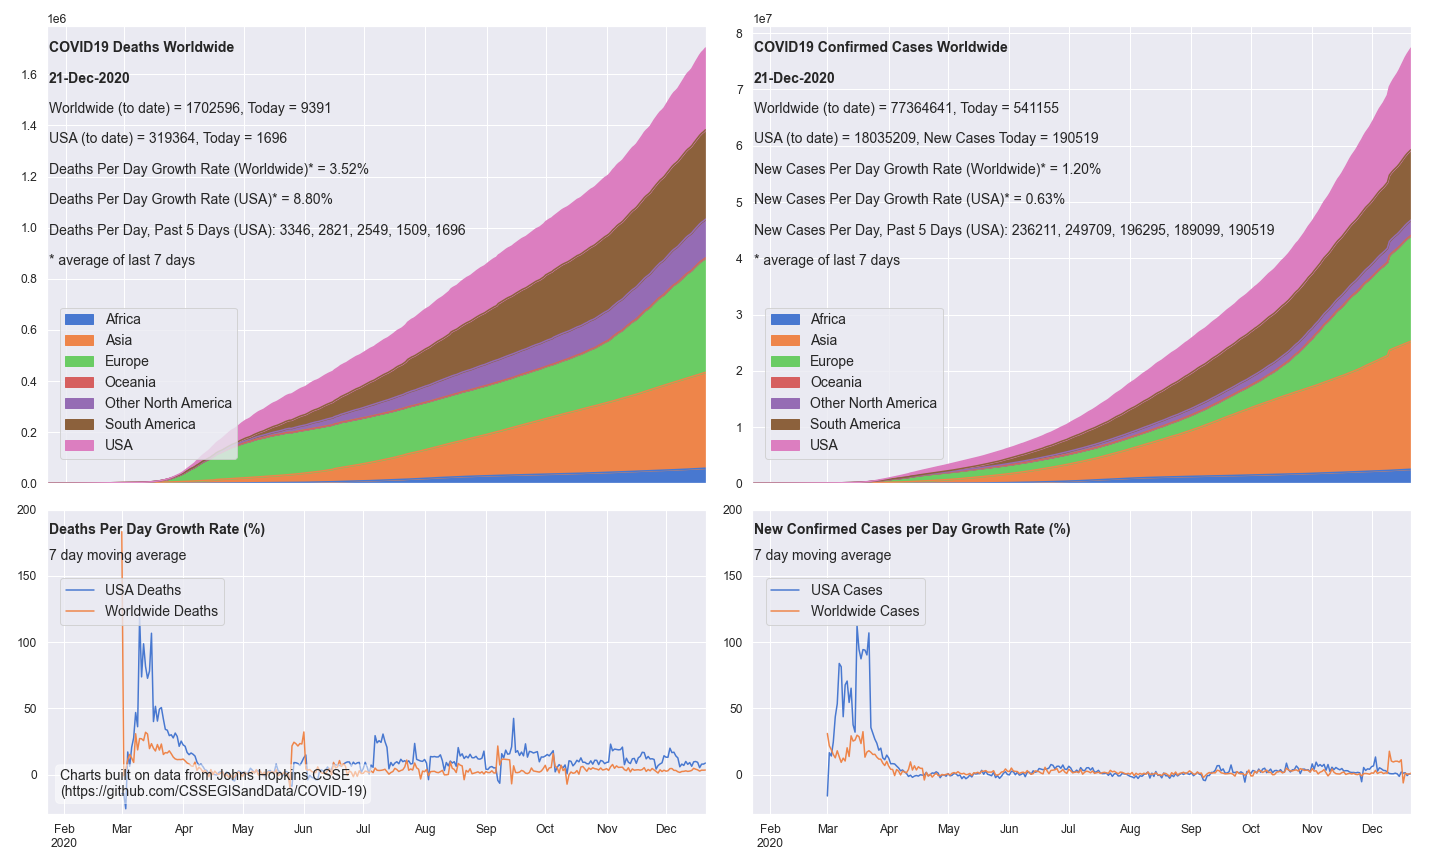 1e6
COVID19 Deaths Worldwide
21-Dec-2020
Worldwide (to date) = 1702596, Today = 9391
USA (to date) = 319364, Today = 1696
Deaths Per Day Growth Rate (Worldwide)* = 3.52%
Deaths Per Day Growth Rate (USA)* = 8.80%
Deaths Per Day, Past 5 Days (USA): 3346, 2821, 2549, 1509, 1696
* average of last 7 days
Africa
Asia
Europe
Oceania
Other North America
South America
USA
1.6
1.4
1.2
1.0
0.8
0.6
0.4
0.2
0.0
1e7
COVID19 Confirmed Cases Worldwide
21-Dec-2020
Worldwide (to date) = 77364641, Today = 541155
USA (to date) = 18035209, New Cases Today = 190519
New Cases Per Day Growth Rate (Worldwide)* = 1.20%
New Cases Per Day Growth Rate (USA)* = 0.63%
New Cases Per Day, Past 5 Days (USA): 236211, 249709, 196295, 189099, 190519
* average of last 7 days
Africa
Asia
Europe
Oceania
Other North America
South America
USA
8
7
6
5
4
3
2
1
0
Deaths Per Day Growth Rate (%)
7 day moving average
USA Deaths
Worldwide Deaths
200
150
100
50
0
Charts built on data from Johns Hopkins CSSE
(https://github.com/CSSEGISandData/COVID-19)
Feb Mar Apr May Jun Jul Aug Sep Oct Nov Dec
2020
New Confirmed Cases per Day Growth Rate (%)
7 day moving average
USA Cases
Worldwide Cases
200
150
100
50
0
Feb Mar Apr May Jun Jul Aug Sep Oct Nov Dec
2020